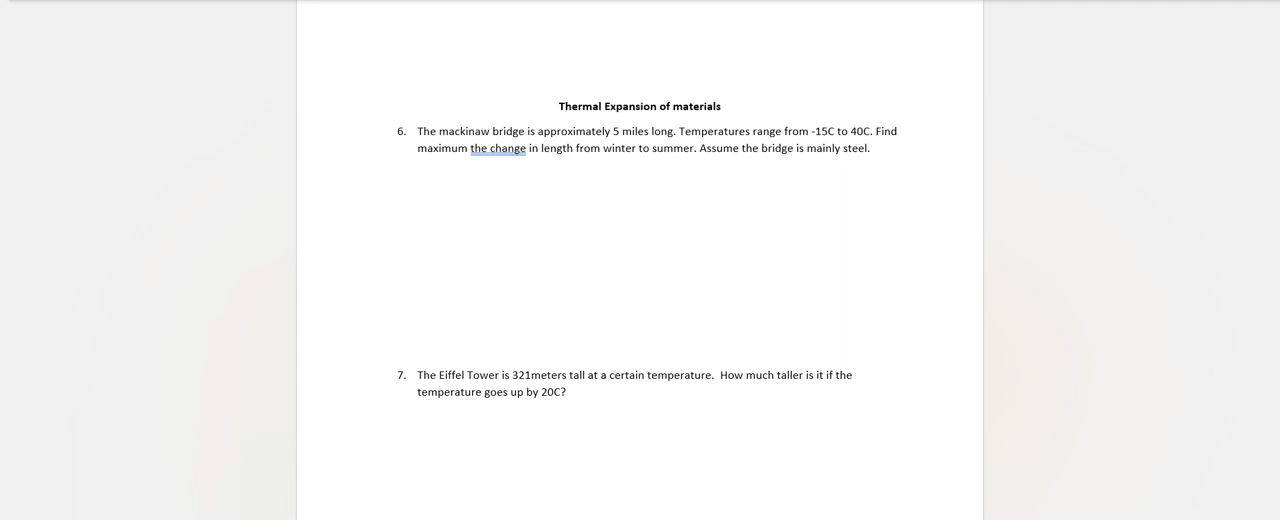 Thermal Expansion of materials
6. The mackinaw bridge is approximately 5 miles long. Temperatures range from -15C to 40C. Find
maximum the change in length from winter to summer. Assume the bridge is mainly steel.
7. The Eiffel Tower is 321meters tall at a certain temperature.  How much taller is it if the
temperature goes up by 20C?